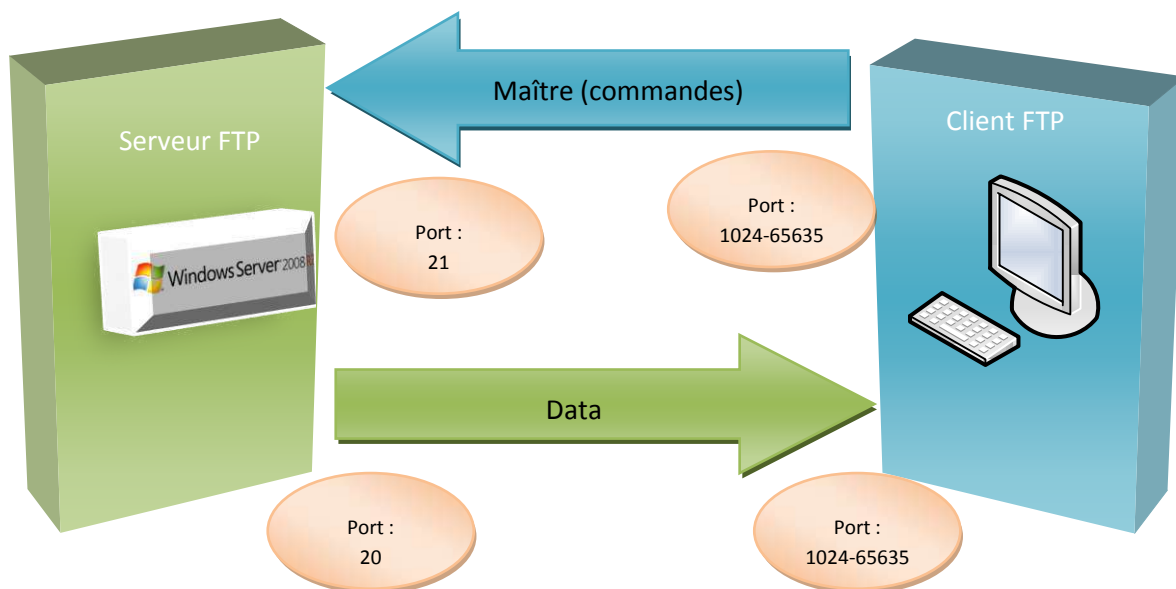 Maître (commandes)
Serveur FTP
Client FTP
Port :
21
Port :
1024-65635
Windows Server 2008 R2
Data
Port :
20
Port :
1024-65635